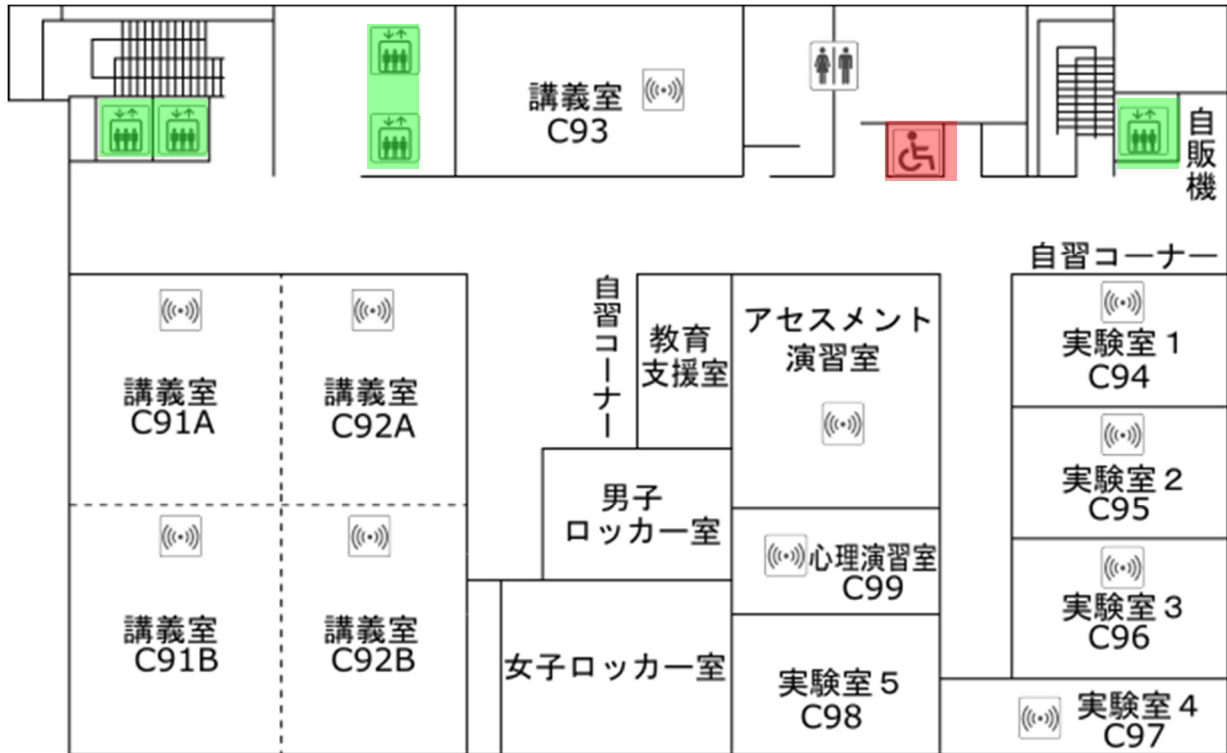 講義室
C93
自販機
自習コーナー
講義室
C91A
講義室
C92A
自習コーナー
教育
支援室
アセスメント
演習室
実験室1
C94
実験室2
C95
男子
ロッカー室
心理演習室
C99
実験室3
C96
講義室
C91B
講義室
C92B
女子ロッカー室
実験室5
C98
実験室4
C97